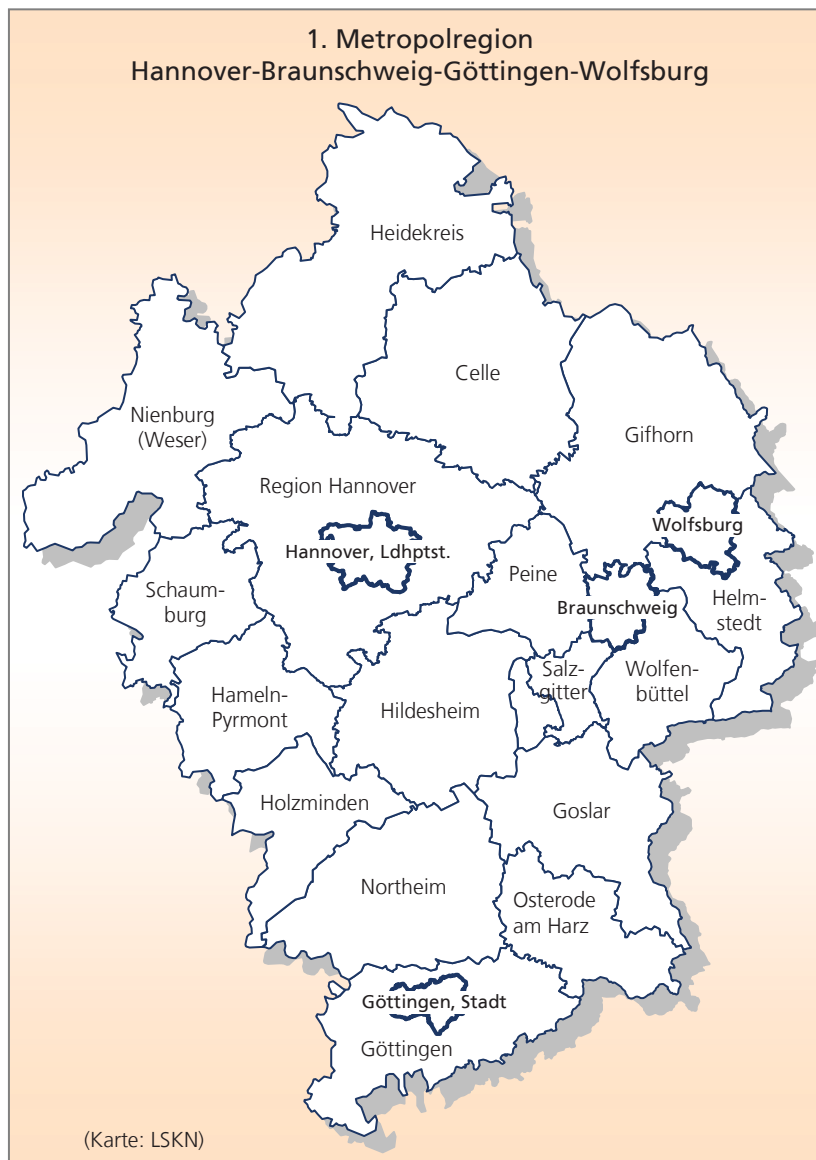 1. Metropolregion
Hannover-Braunschweig-Göttingen-Wolfsburg
Heidekreis
Celle
Nienburg
(Weser)
Gifhorn
Region Hannover
Wolfsburg
Hannover, Ldhptst.
Peine
Schaum-
burg
Braunschweig
Helm-
stedt
Salz-
gitter
Wolfen-
büttel
Hameln-
Pyrmont
Hildesheim
Holzminden
Goslar
Northeim
Osterode
am Harz
Göttingen, Stadt
Göttingen
(Karte: LSKN)